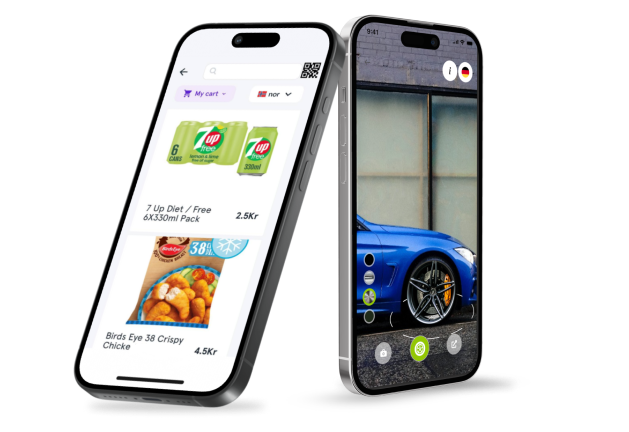 My cart
nor
6
CANS
7up
free
7up
free
330ml
7 Up Diet / Free
6X330ml Pack
2.5Kr
BirdsEye
38
Birds Eye 38 Crispy
Chicke
4.5Kr
9:41
i